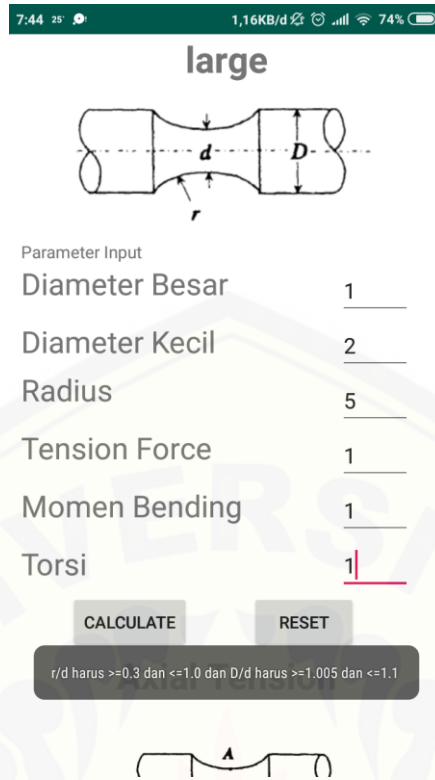 7:44 25° 1,16KB/d 74%
large
d
D
r
Parameter Input
Diameter Besar 1
Diameter Kecil 2
Radius 5
Tension Force 1
Momen Bending 1
Torsi 1
CALCULATE RESET
r/d harus >=0.3 dan <=1.0 dan D/d harus >=1.005 dan <=1.1
Axial Tension
A